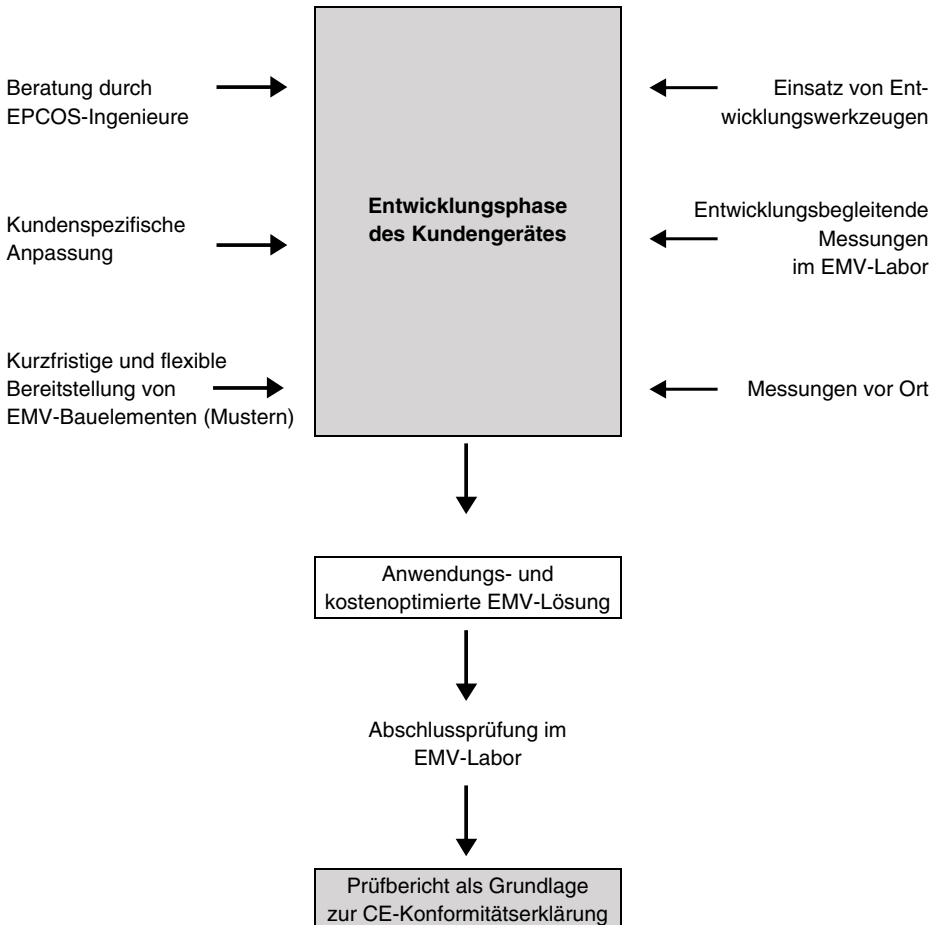 Beratung durch
EPCOS-Ingenieure
Einsatz von Ent-
wicklungswerkzeugen
Entwicklungsphase
des Kundengerätes
Kundenspezifische
Anpassung
Entwicklungsbegleitende
Messungen
im EMV-Labor
Kurzfristige und flexible
Bereitstellung von
EMV-Bauelementen (Mustern)
Messungen vor Ort
Anwendungs- und
kostenoptimierte EMV-Lösung
Abschlussprüfung im
EMV-Labor
Prüfbericht als Grundlage
zur CE-Konformitätserklärung